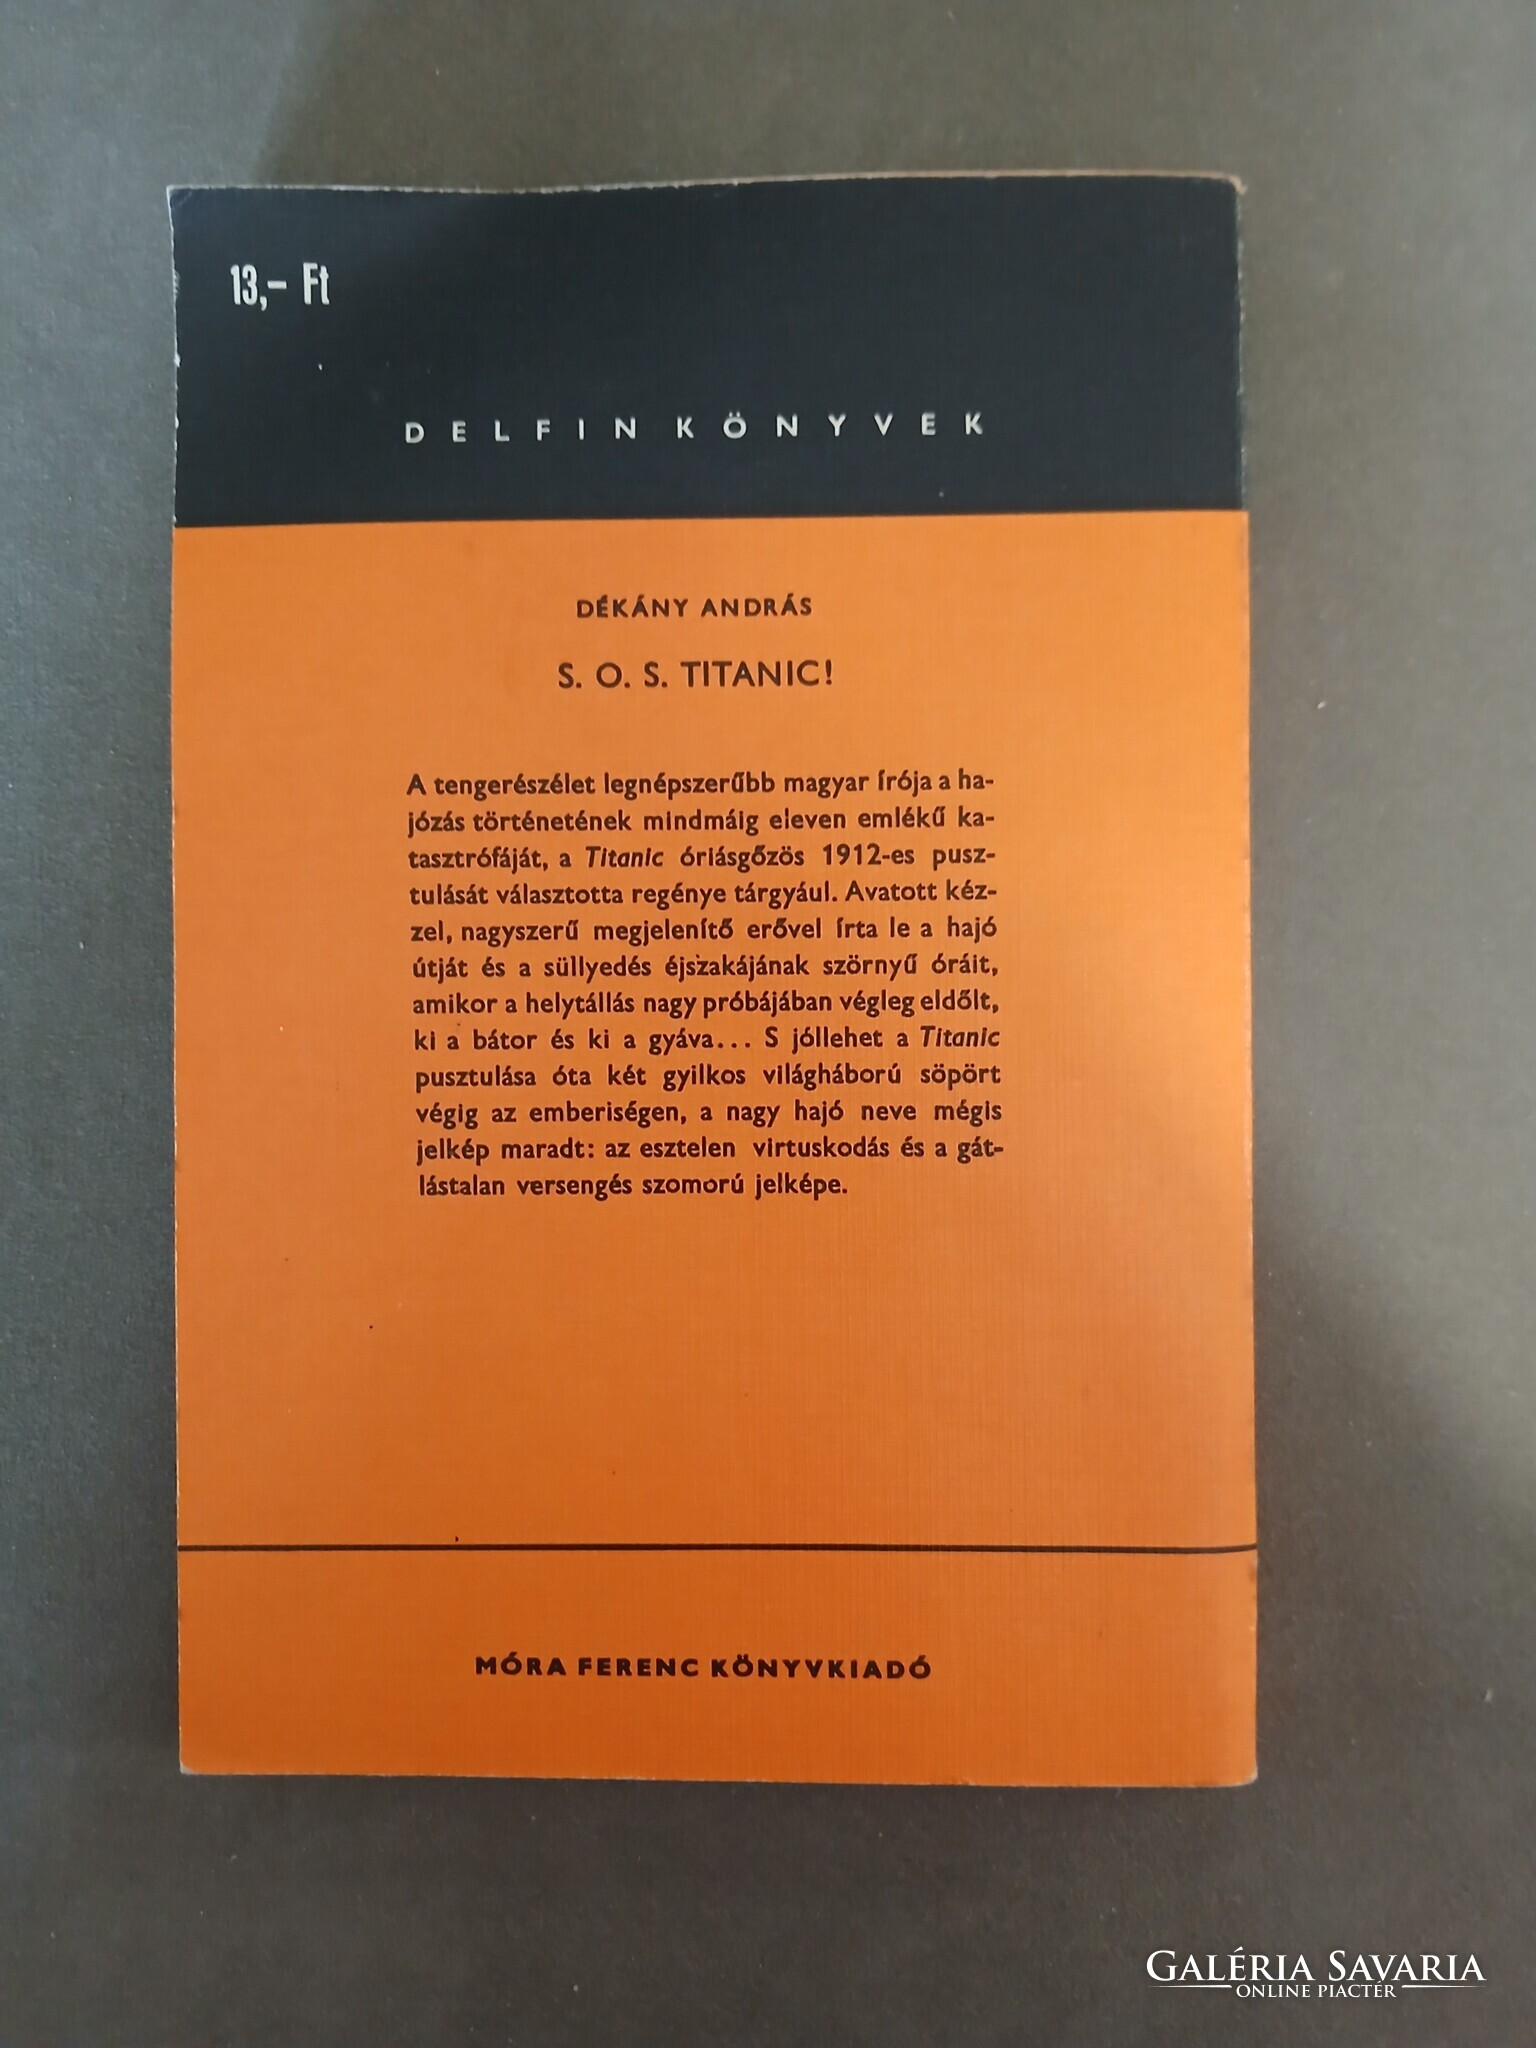 13,– Ft
DELFIN KÖNYVEK
DÉKÁNY ANDRÁS
S. O. S. TITANIC!
A tengerészélet legnépszerűbb magyar írója a ha-
józás történetének mindmáig eleven emlékű ka-
tasztrófáját, a Titanic óriásgőzös 1912-es pusz-
tulását választotta regénye tárgyául. Avatott kéz-
zel, nagyszerű megjelenítő erővel írta le a hajó
útját és a süllyedés éjszakájának szörnyű óráit,
amikor a helytállás nagy próbájában végleg eldőlt,
ki a bátor és ki a gyáva... S jóllehet a Titanic
pusztulása óta két gyilkos világháború söpört
végig az emberiségen, a nagy hajó neve mégis
jelkép maradt: az esztelen virtuskodás és a gát-
lástalan versengés szomorú jelképe.
MÓRA FERENC KÖNYVKIADÓ
GALÉRIA SAVARIA
ONLINE PIACTÉR